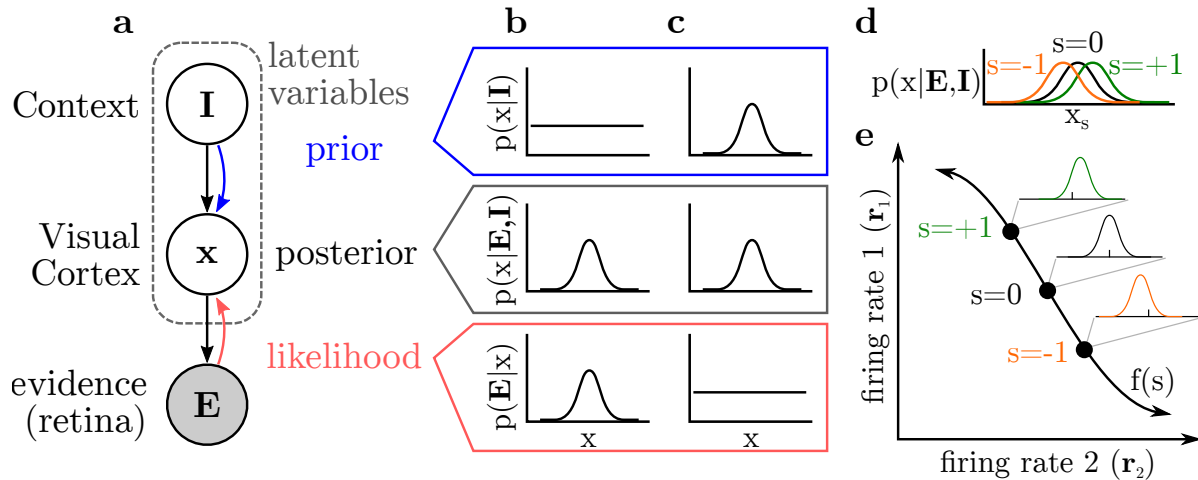 a
Context
I
latent
variables
prior
Visual
Cortex
x
posterior
likelihood
evidence
(retina)
E
b
c
p(x|I)
p(x|E,I)
p(E|x)
x
x
d
s=0
s=-1
s=+1
p(x|E,I)
xₛ
e
firing rate 1 (r₁)
s=+1
s=0
s=-1
f(s)
firing rate 2 (r₂)